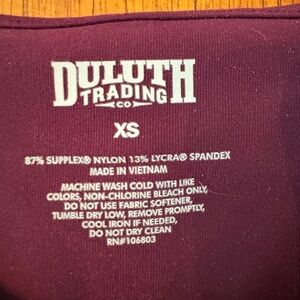 DULUTH
TRADING
CO
XS
87% SUPPLEX® NYLON 13% LYCRA® SPANDEX
MADE IN VIETNAM
MACHINE WASH COLD WITH LIKE
COLORS, NON-CHLORINE BLEACH ONLY,
DO NOT USE FABRIC SOFTENER,
TUMBLE DRY LOW, REMOVE PROMPTLY,
COOL IRON IF NEEDED,
DO NOT DRY CLEAN
RN#106803